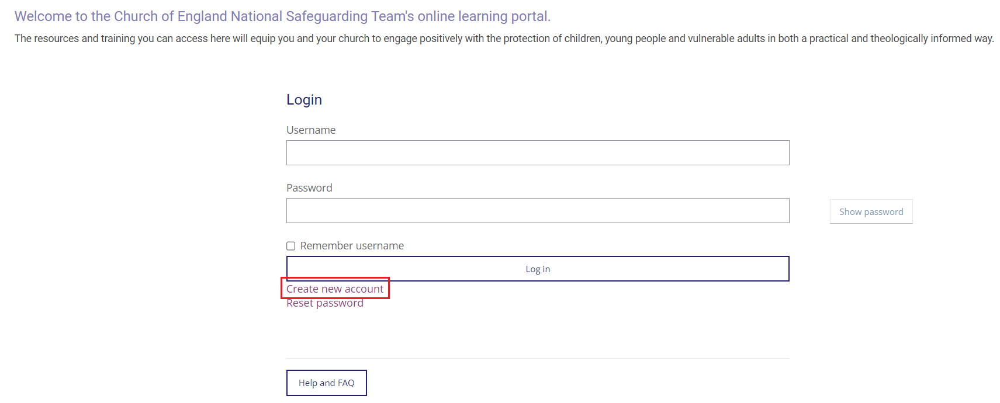 Welcome to the Church of England National Safeguarding Team's online learning portal.
The resources and training you can access here will equip you and your church to engage positively with the protection of children, young people and vulnerable adults in both a practical and theologically informed way.
Login
Username
Password
Show password
Remember username
Log in
Create new account
Reset password
Help and FAQ